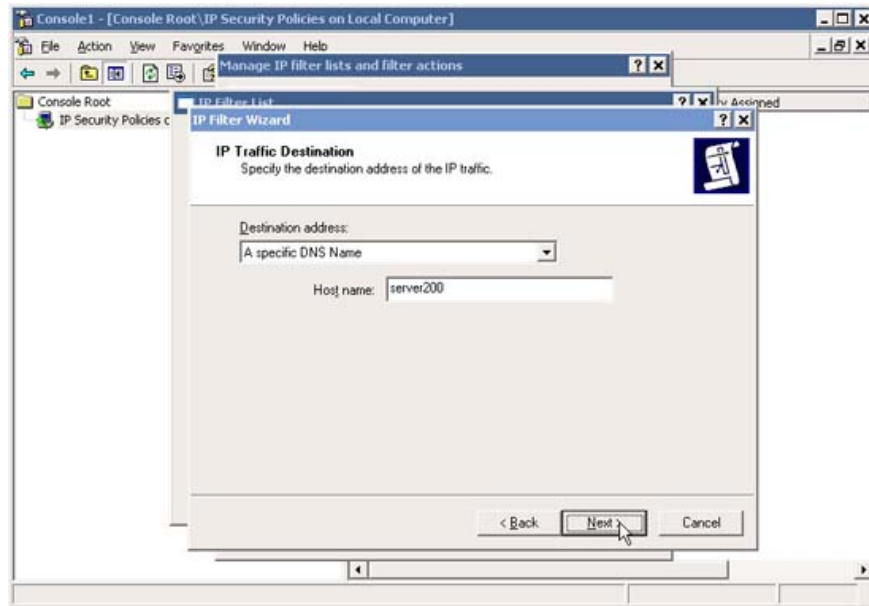 Console1 - [Console Root\IP Security Policies on Local Computer]
File Action View Favorites Window Help
Manage IP filter lists and filter actions
Console Root
IP Filter List
y Assigned
IP Security Policies c
IP Filter Wizard
IP Traffic Destination
Specify the destination address of the IP traffic.
Destination address:
A specific DNS Name
Host name: server200
< Back Next > Cancel